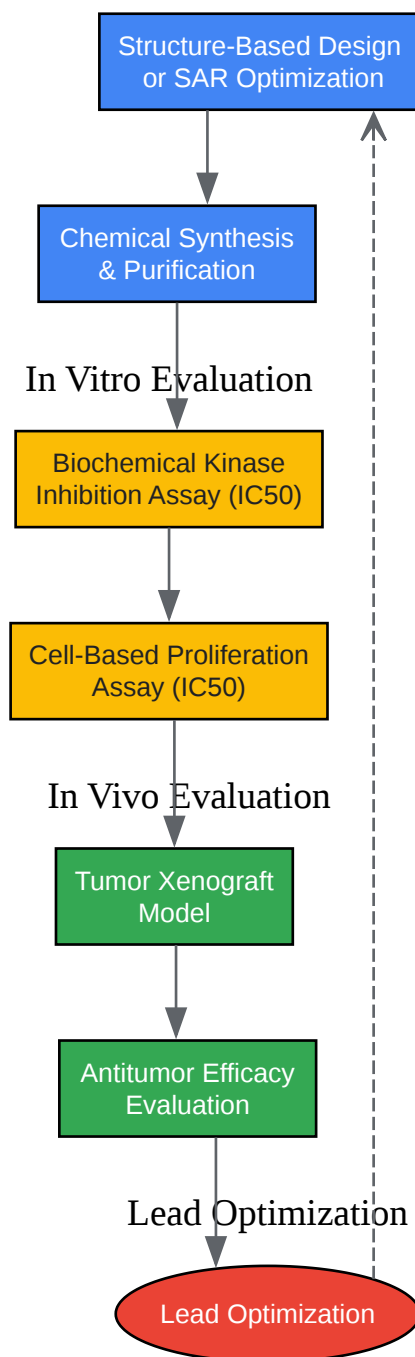 Structure-Based Design
or SAR Optimization
Chemical Synthesis
& Purification
In Vitro Evaluation
Biochemical Kinase
Inhibition Assay (IC50)
Cell-Based Proliferation
Assay (IC50)
In Vivo Evaluation
Tumor Xenograft
Model
Antitumor Efficacy
Evaluation
Lead Optimization
Lead Optimization